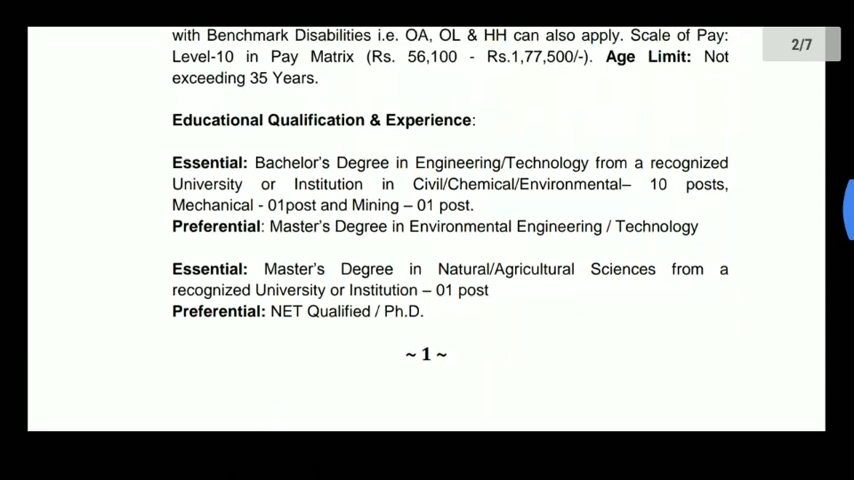 with Benchmark Disabilities i.e. OA, OL & HH can also apply. Scale of Pay:
2/7
Level-10 in Pay Matrix (Rs. 56,100 - Rs.1,77,500/-). Age Limit: Not
exceeding 35 Years.
Educational Qualification & Experience:
Essential: Bachelor's Degree in Engineering/Technology from a recognized
University or Institution in Civil/Chemical/Environmental– 10 posts,
Mechanical - 01post and Mining – 01 post.
Preferential: Master's Degree in Environmental Engineering / Technology
Essential: Master's Degree in Natural/Agricultural Sciences from a
recognized University or Institution – 01 post
Preferential: NET Qualified / Ph.D.
~ 1 ~